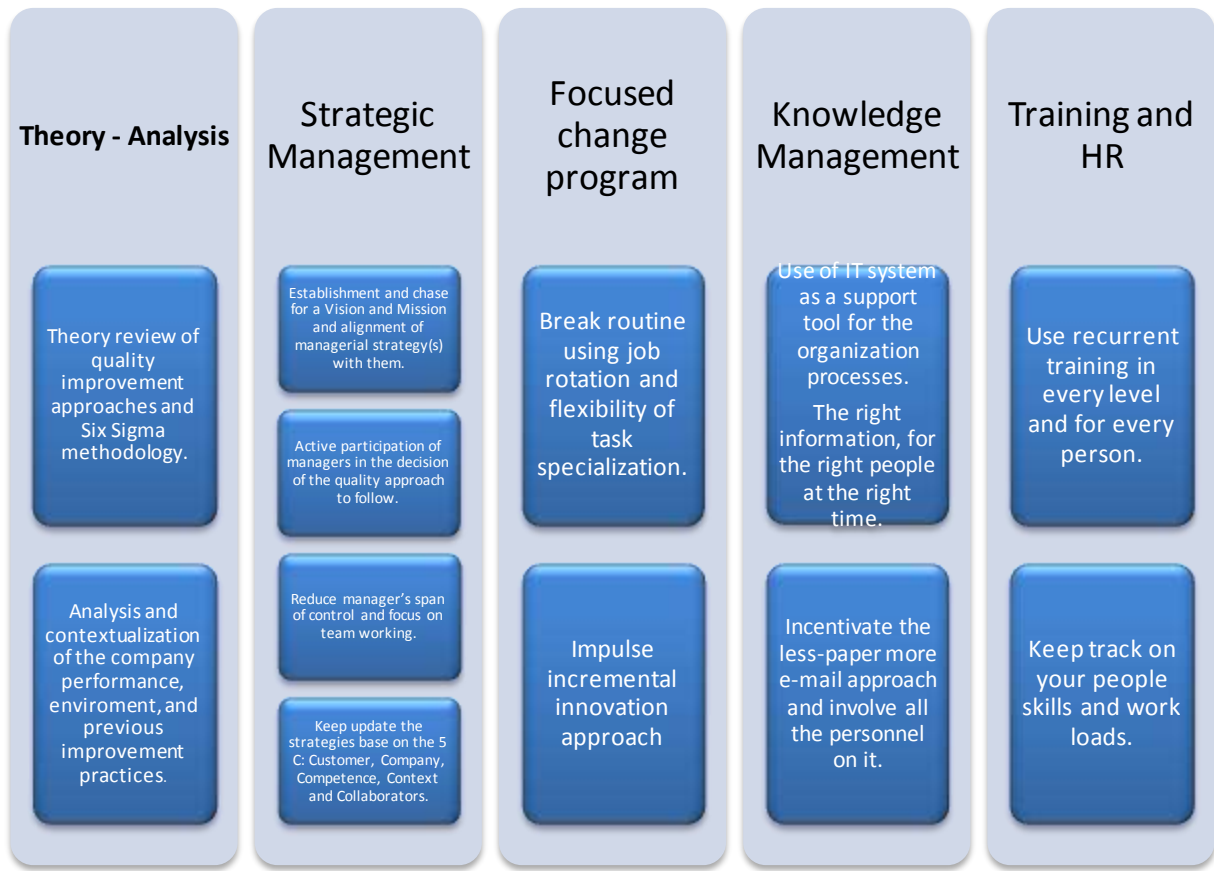 Theory - Analysis
Theory review of
quality
improvement
approaches and
Six Sigma
methodology.
Analysis and
contextualization
of the company
performance,
enviroment, and
previous
improvement
practices.
Strategic
Management
Establishment and chase
for a Vision and Mission
and alignment of
managerial strategy(s)
with them.
Active participation of
managers in the decision
of the quality approach
to follow.
Reduce manager's span
of control and focus on
team working.
Keep update the
strategies base on the 5
C: Customer, Company,
Competence, Context
and Collaborators.
Focused
change
program
Break routine
using job
rotation and
flexibility of
task
specialization.
Impulse
incremental
innovation
approach
Knowledge
Management
Use of IT system
as a support
tool for the
organization
processes.
The right
information, for
the right people
at the right
time.
Incentivate the
less-paper more
e-mail approach
and involve all
the personnel
on it.
Training and
HR
Use recurrent
training in
every level
and for every
person.
Keep track on
your people
skills and work
loads.